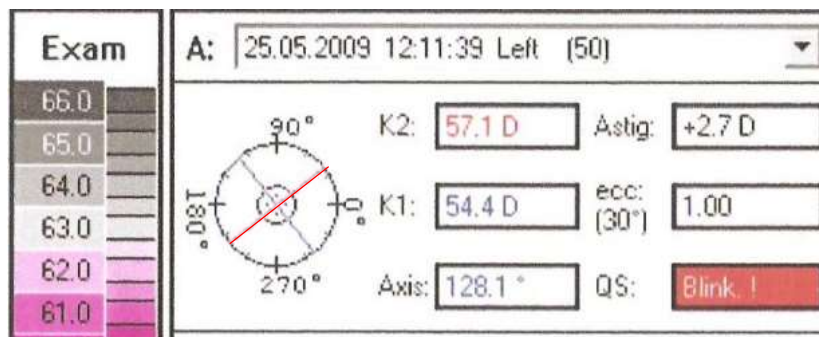 Exam
66.0
65.0
64.0
63.0
62.0
61.0
A: 25.05.2009 12:11:39 Left (50)
90°
180°
0°
270°
K2: 57.1 D Astig: +2.7 D
K1: 54.4 D ecc: (30°) 1.00
Axis: 128.1 ° QS: Blink. !